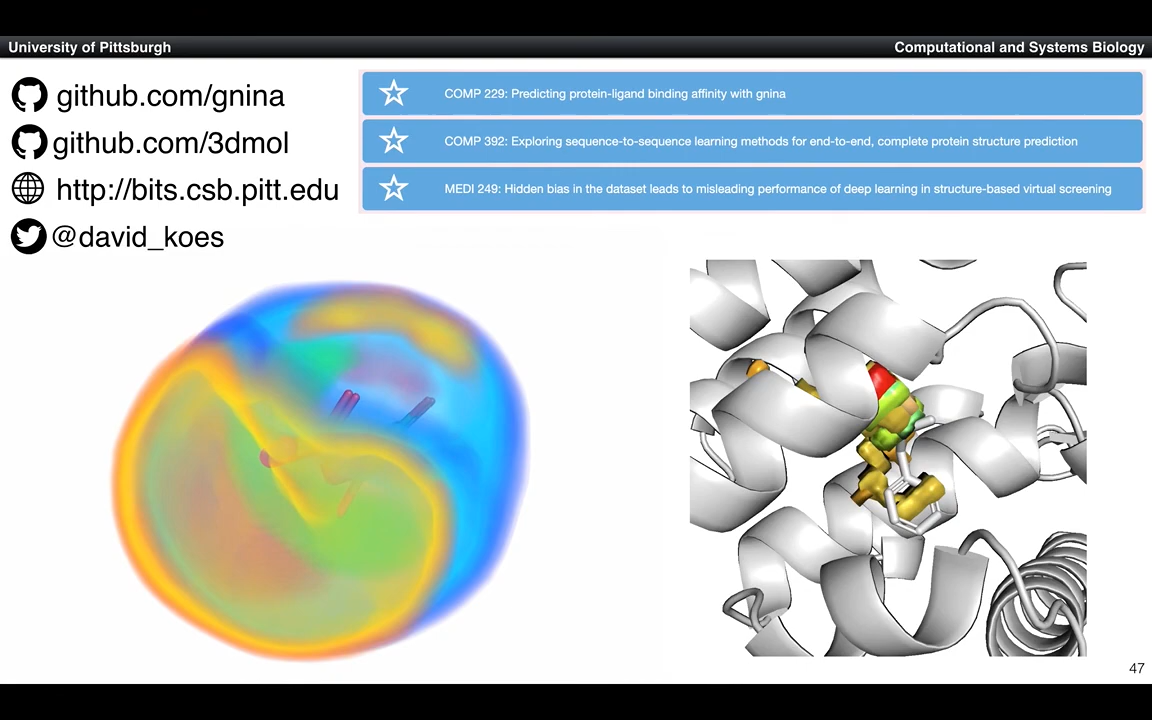 University of Pittsburgh
Computational and Systems Biology
github.com/gnina
github.com/3dmol
http://bits.csb.pitt.edu
@david_koes
COMP 229: Predicting protein-ligand binding affinity with gnina
COMP 392: Exploring sequence-to-sequence learning methods for end-to-end, complete protein structure prediction
MEDI 249: Hidden bias in the dataset leads to misleading performance of deep learning in structure-based virtual screening
47